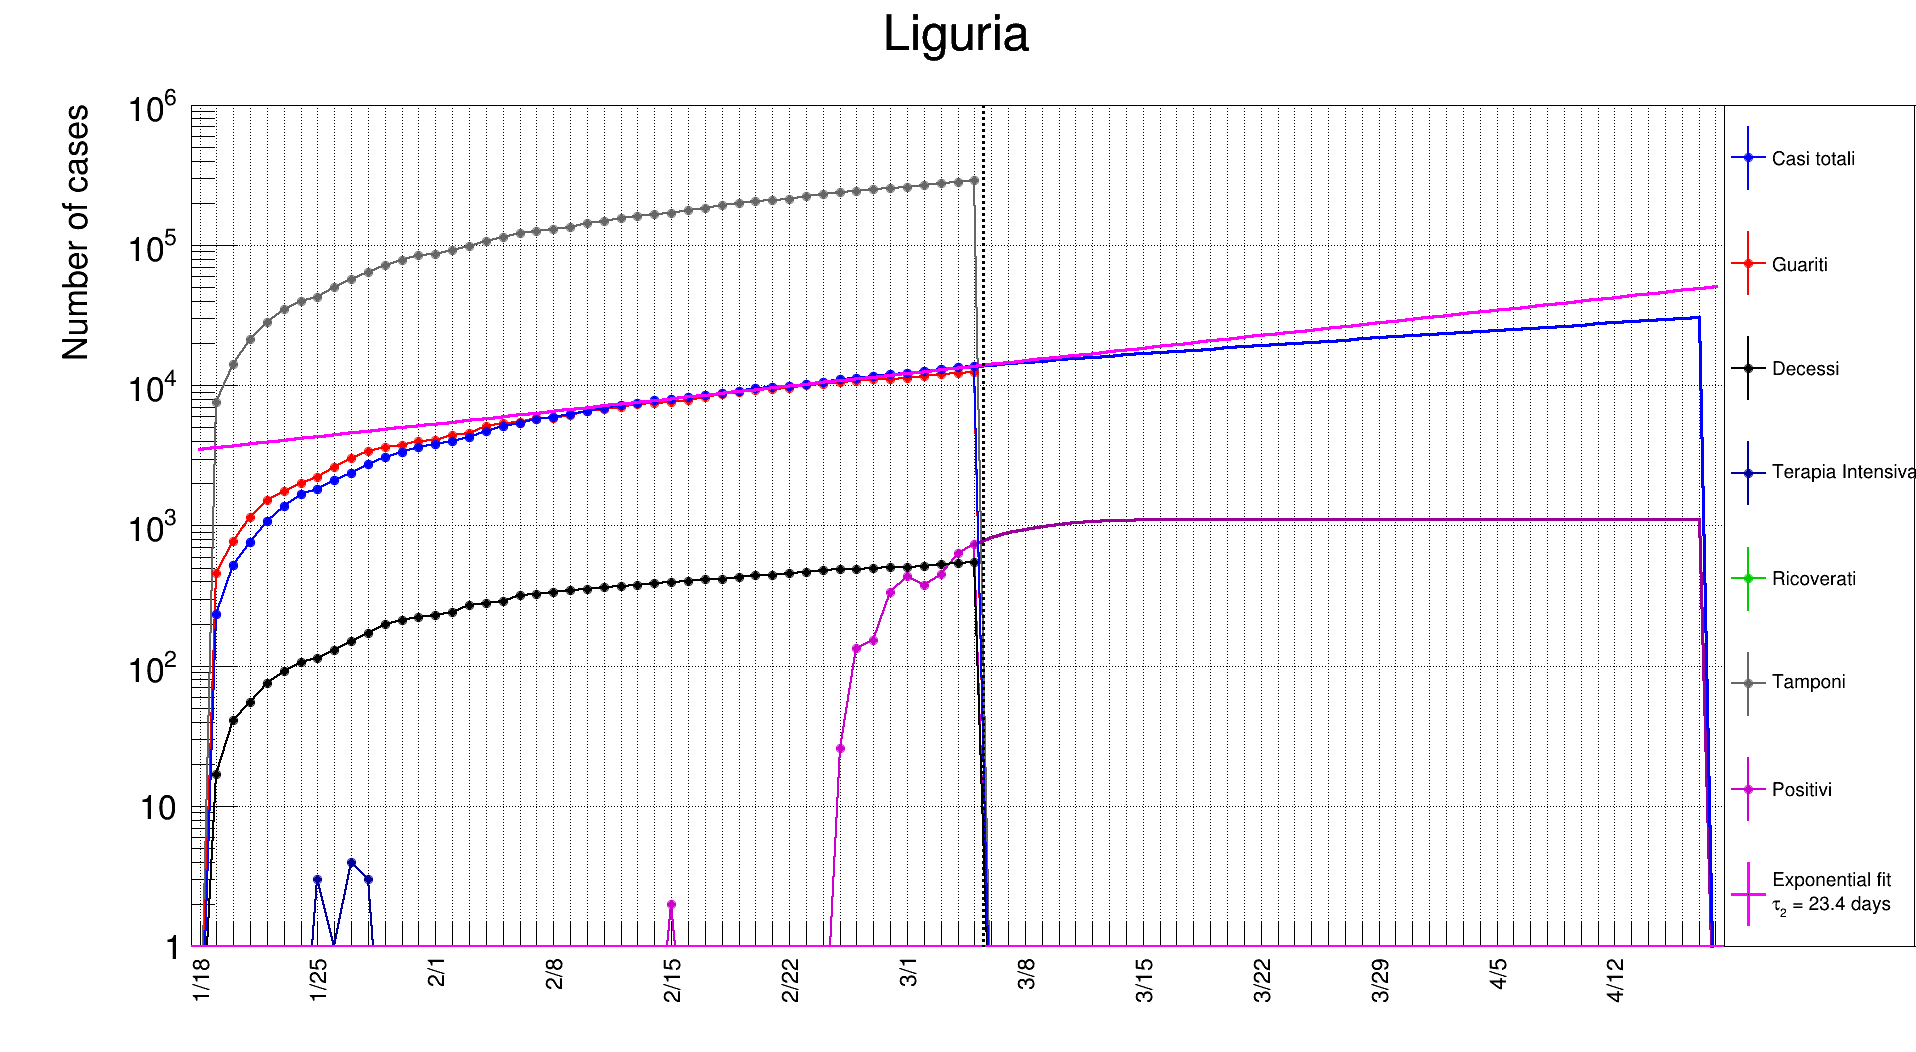 Liguria
Number of cases
10^6
10^5
10^4
10^3
10^2
10
1
1/18
1/25
2/1
2/8
2/15
2/22
3/1
3/8
3/15
3/22
3/29
4/5
4/12
Casi totali
Guariti
Decessi
Terapia Intensiva
Ricoverati
Tamponi
Positivi
Exponential fit
τ_2 = 23.4 days